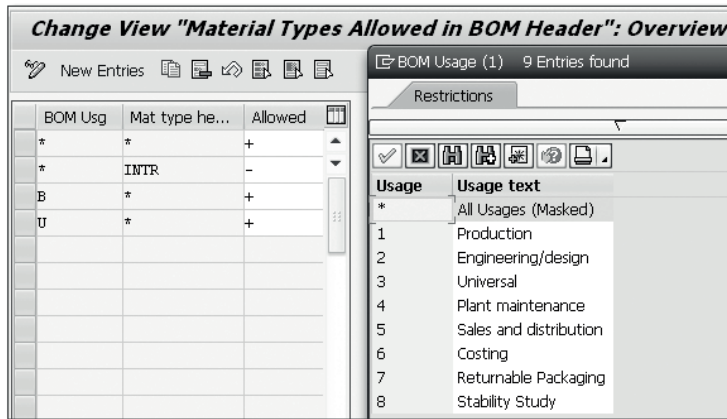 Change View "Material Types Allowed in BOM Header": Overview
New Entries
BOM Usg Mat type he... Allowed
* * +
* INTR -
B * +
U * +
BOM Usage (1) 9 Entries found
Restrictions
Usage Usage text
* All Usages (Masked)
1 Production
2 Engineering/design
3 Universal
4 Plant maintenance
5 Sales and distribution
6 Costing
7 Returnable Packaging
8 Stability Study